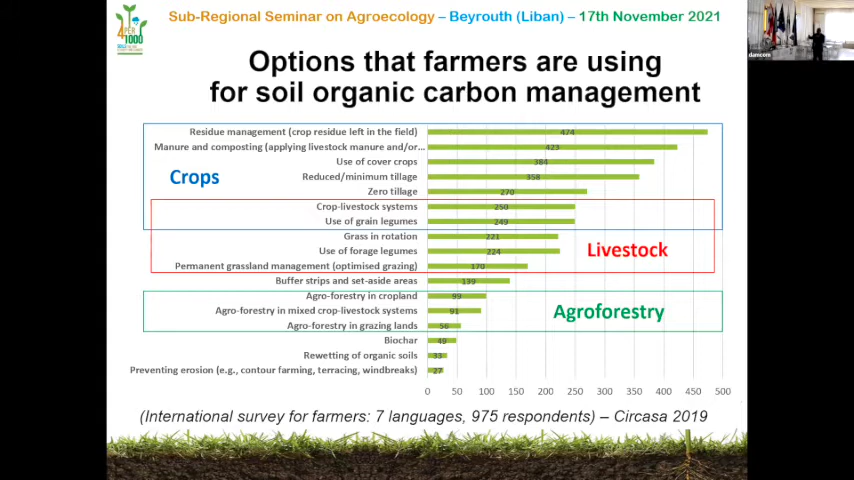 4 PER
1000
Sub-Regional Seminar on Agroecology – Beyrouth (Liban) – 17th November 2021
damcom
Options that farmers are using
for soil organic carbon management
Residue management (crop residue left in the field) 474
Manure and composting (applying livestock manure and/or... 423
Use of cover crops 384
Crops
Reduced/minimum tillage 358
Zero tillage 270
Crop-livestock systems 250
Use of grain legumes 249
Grass in rotation 221
Livestock
Use of forage legumes 224
Permanent grassland management (optimised grazing) 170
Buffer strips and set-aside areas 139
Agro-forestry in cropland 99
Agroforestry
Agro-forestry in mixed crop-livestock systems 91
Agro-forestry in grazing lands 56
Biochar 49
Rewetting of organic soils 33
Preventing erosion (e.g., contour farming, terracing, windbreaks) 27
0 50 100 150 200 250 300 350 400 450 500
(International survey for farmers: 7 languages, 975 respondents) – Circasa 2019